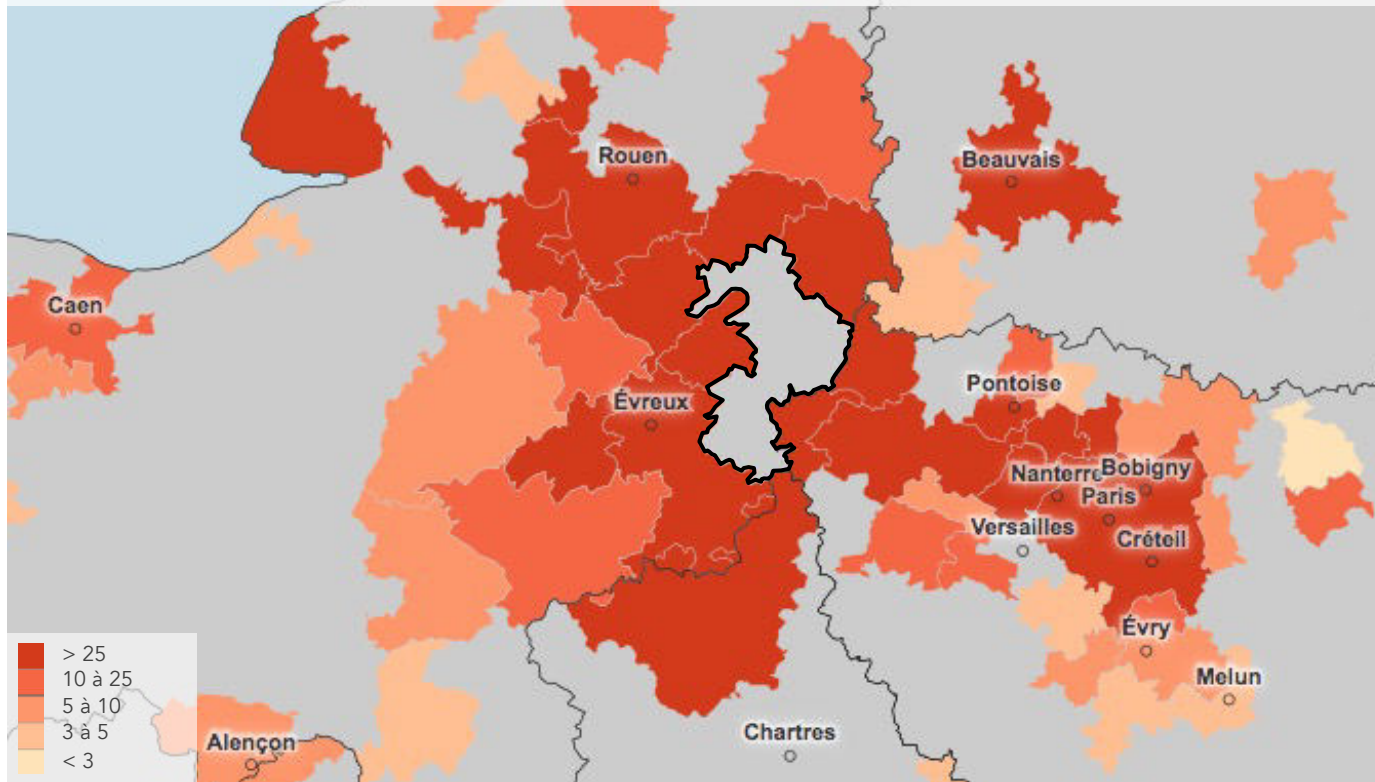 Rouen
Beauvais
Caen
Évreux
Pontoise
Nanterre
Bobigny
Paris
Versailles
Créteil
Évry
Melun
Alençon
Chartres
> 25
10 à 25
5 à 10
3 à 5
< 3